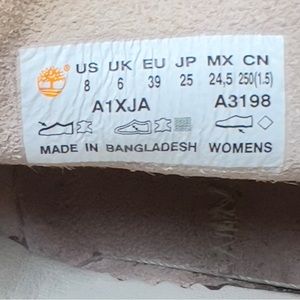 US UK EU JP MX CN
8 6 39 25 24,5 250(1.5)
A1XJA A3198
MADE IN BANGLADESH WOMENS